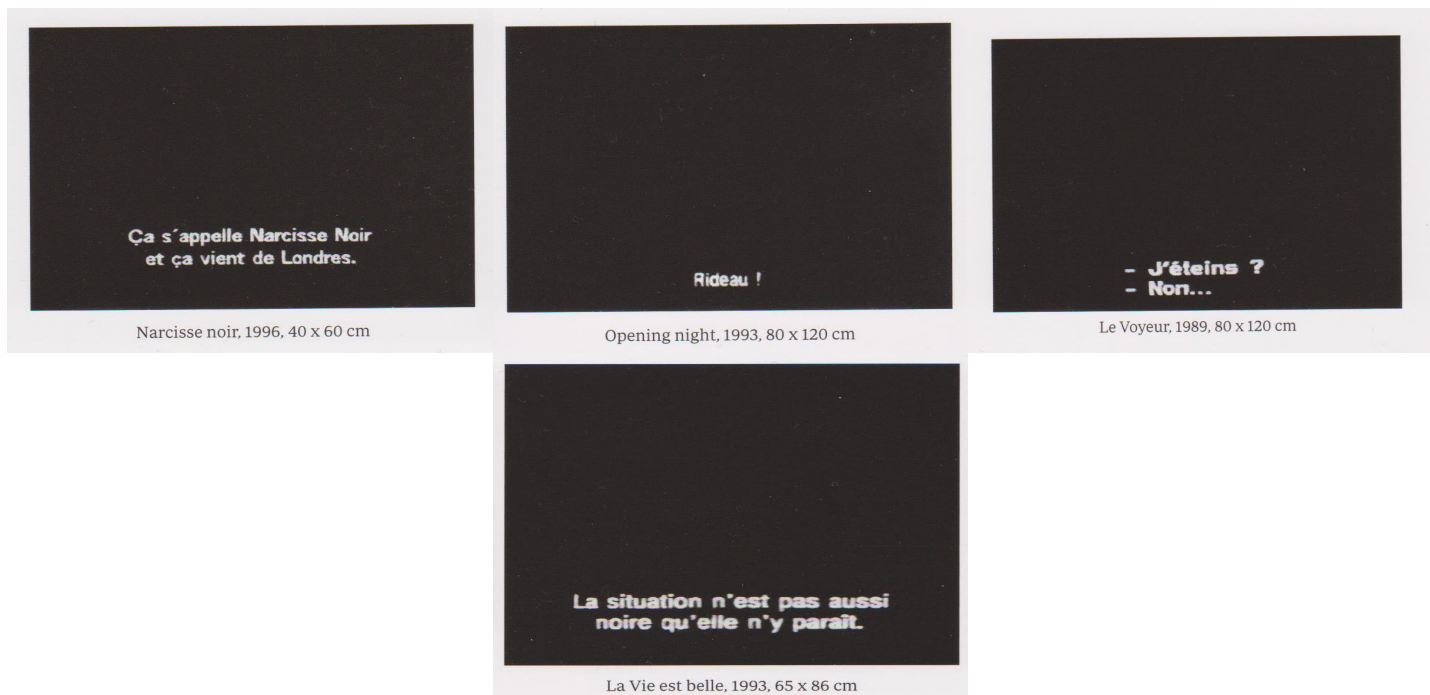 Ça s´appelle Narcisse Noir
et ça vient de Londres.
Narcisse noir, 1996, 40 x 60 cm
Rideau !
Opening night, 1993, 80 x 120 cm
- J'éteins ?
- Non...
Le Voyeur, 1989, 80 x 120 cm
La situation n'est pas aussi
noire qu'elle n'y paraît.
La Vie est belle, 1993, 65 x 86 cm